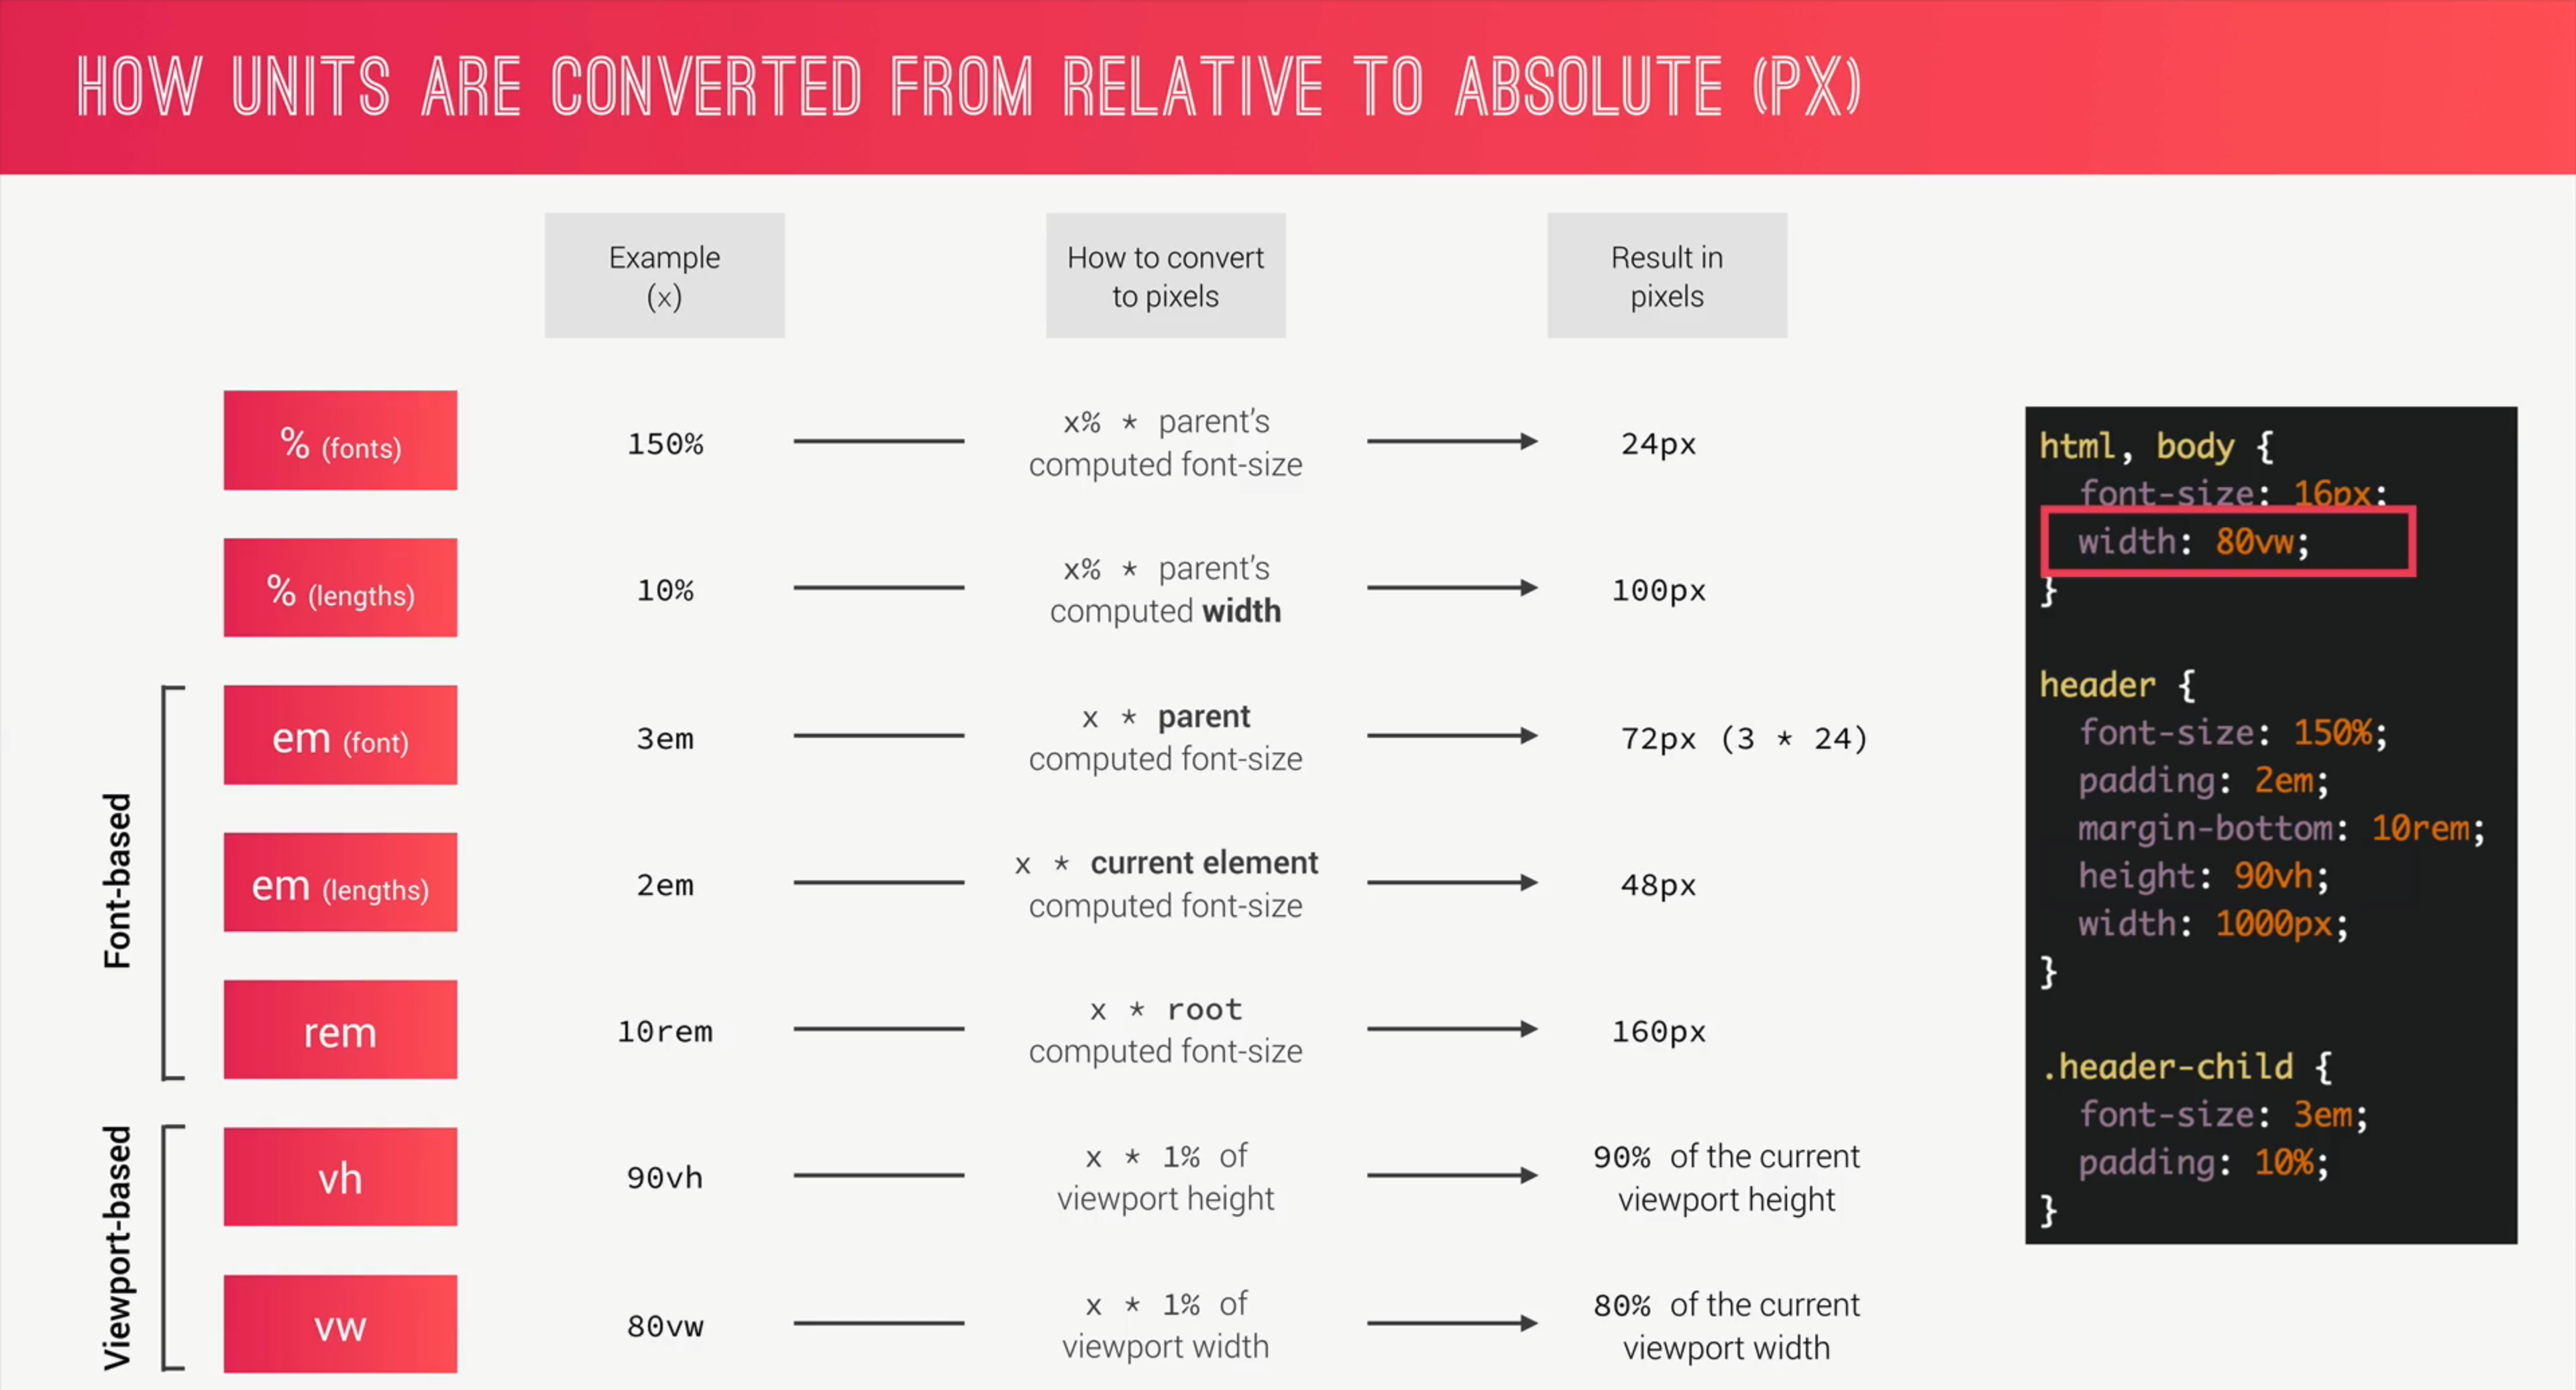 HOW UNITS ARE CONVERTED FROM RELATIVE TO ABSOLUTE (PX)
Example
(x)
How to convert
to pixels
Result in
pixels
% (fonts)
150%
x% * parent's
computed font-size
24px
% (lengths)
10%
x% * parent's
computed width
100px
Font-based
em (font)
3em
x * parent
computed font-size
72px (3 * 24)
em (lengths)
2em
x * current element
computed font-size
48px
rem
10rem
x * root
computed font-size
160px
Viewport-based
vh
90vh
x * 1% of
viewport height
90% of the current
viewport height
vw
80vw
x * 1% of
viewport width
80% of the current
viewport width
html, body {
font-size: 16px;
width: 80vw;
}
header {
font-size: 150%;
padding: 2em;
margin-bottom: 10rem;
height: 90vh;
width: 1000px;
}
.header-child {
font-size: 3em;
padding: 10%;
}